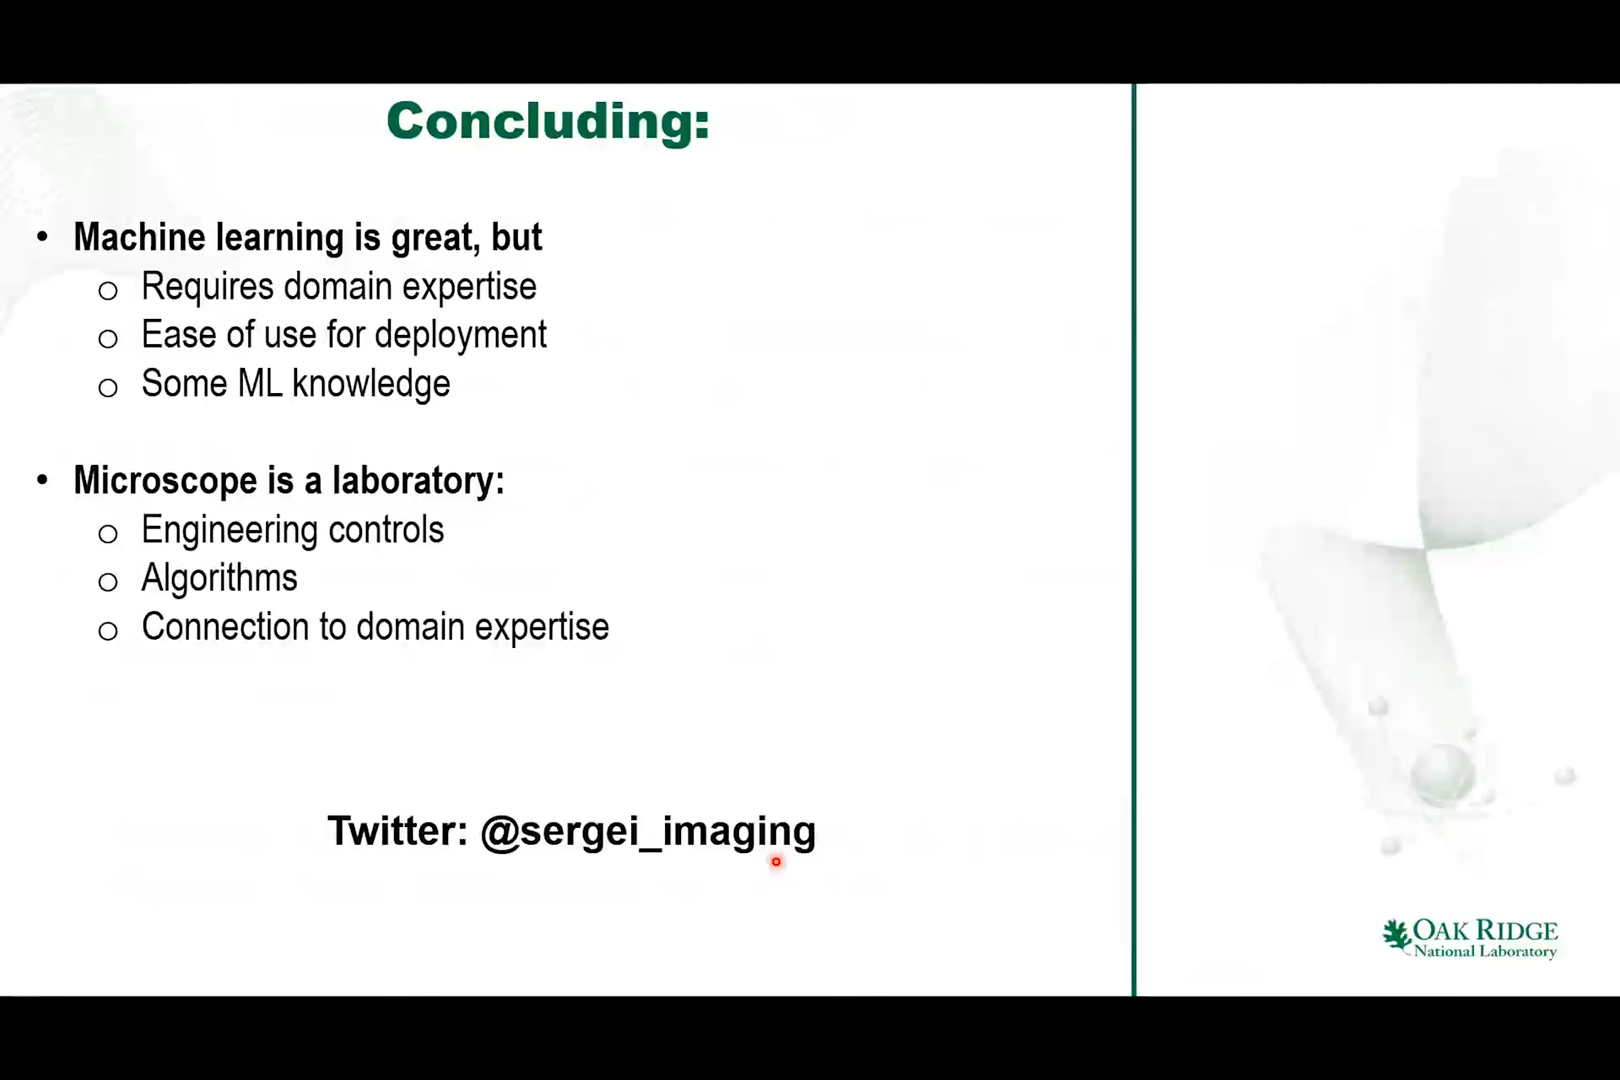 Concluding:
• Machine learning is great, but
o Requires domain expertise
o Ease of use for deployment
o Some ML knowledge
• Microscope is a laboratory:
o Engineering controls
o Algorithms
o Connection to domain expertise
Twitter: @sergei_imaging
OAK RIDGE
National Laboratory